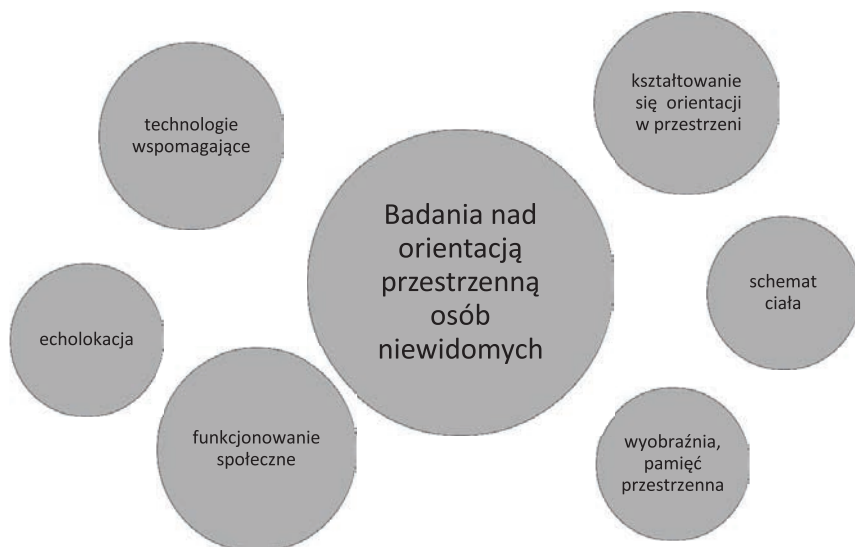 technologie
wspomagające
kształtowanie
się orientacji
w przestrzeni
Badania nad
orientacją
przestrzenną
osób
niewidomych
schemat
ciała
echolokacja
funkcjonowanie
społeczne
wyobraźnia,
pamięć
przestrzenna